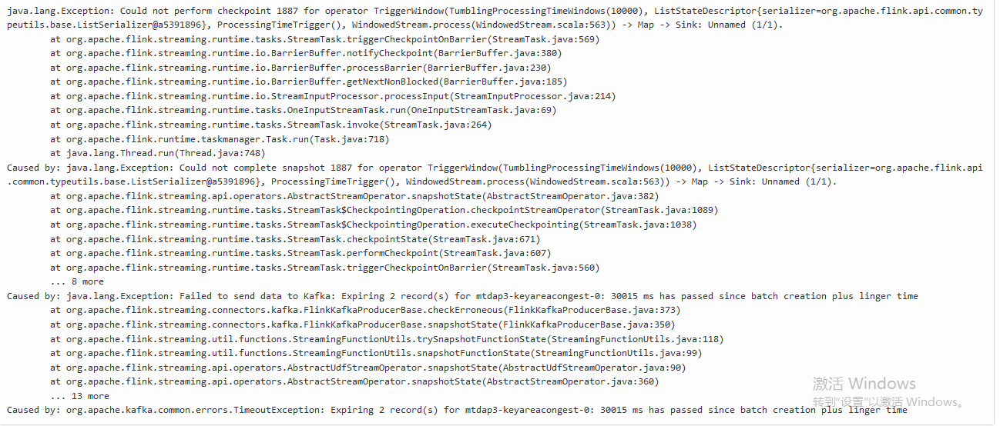 java.lang.Exception: Could not perform checkpoint 1887 for operator TriggerWindow(TumblingProcessingTimeWindows(10000), ListStateDescriptor{serializer=org.apache.flink.api.common.ty
peutils.base.ListSerializer@a5391896}, ProcessingTimeTrigger(), WindowedStream.process(WindowedStream.scala:563)) -> Map -> Sink: Unnamed (1/1).
at org.apache.flink.streaming.runtime.tasks.StreamTask.triggerCheckpointOnBarrier(StreamTask.java:569)
at org.apache.flink.streaming.runtime.io.BarrierBuffer.notifyCheckpoint(BarrierBuffer.java:380)
at org.apache.flink.streaming.runtime.io.BarrierBuffer.processBarrier(BarrierBuffer.java:230)
at org.apache.flink.streaming.runtime.io.BarrierBuffer.getNextNonBlocked(BarrierBuffer.java:185)
at org.apache.flink.streaming.runtime.io.StreamInputProcessor.processInput(StreamInputProcessor.java:214)
at org.apache.flink.streaming.runtime.tasks.OneInputStreamTask.run(OneInputStreamTask.java:69)
at org.apache.flink.streaming.runtime.tasks.StreamTask.invoke(StreamTask.java:264)
at org.apache.flink.runtime.taskmanager.Task.run(Task.java:718)
at java.lang.Thread.run(Thread.java:748)
Caused by: java.lang.Exception: Could not complete snapshot 1887 for operator TriggerWindow(TumblingProcessingTimeWindows(10000), ListStateDescriptor{serializer=org.apache.flink.api
.common.typeutils.base.ListSerializer@a5391896}, ProcessingTimeTrigger(), WindowedStream.process(WindowedStream.scala:563)) -> Map -> Sink: Unnamed (1/1).
at org.apache.flink.streaming.api.operators.AbstractStreamOperator.snapshotState(AbstractStreamOperator.java:382)
at org.apache.flink.streaming.runtime.tasks.StreamTask$CheckpointingOperation.checkpointStreamOperator(StreamTask.java:1089)
at org.apache.flink.streaming.runtime.tasks.StreamTask$CheckpointingOperation.executeCheckpointing(StreamTask.java:1038)
at org.apache.flink.streaming.runtime.tasks.StreamTask.checkpointState(StreamTask.java:671)
at org.apache.flink.streaming.runtime.tasks.StreamTask.performCheckpoint(StreamTask.java:607)
at org.apache.flink.streaming.runtime.tasks.StreamTask.triggerCheckpointOnBarrier(StreamTask.java:560)
... 8 more
Caused by: java.lang.Exception: Failed to send data to Kafka: Expiring 2 record(s) for mtdap3-keyareacongest-0: 30015 ms has passed since batch creation plus linger time
at org.apache.flink.streaming.connectors.kafka.FlinkKafkaProducerBase.checkErroneous(FlinkKafkaProducerBase.java:373)
at org.apache.flink.streaming.connectors.kafka.FlinkKafkaProducerBase.snapshotState(FlinkKafkaProducerBase.java:350)
at org.apache.flink.streaming.util.functions.StreamingFunctionUtils.trySnapshotFunctionState(StreamingFunctionUtils.java:118)
at org.apache.flink.streaming.util.functions.StreamingFunctionUtils.snapshotFunctionState(StreamingFunctionUtils.java:99)
at org.apache.flink.streaming.api.operators.AbstractUdfStreamOperator.snapshotState(AbstractUdfStreamOperator.java:90)
at org.apache.flink.streaming.api.operators.AbstractStreamOperator.snapshotState(AbstractStreamOperator.java:360)
... 13 more
Caused by: org.apache.kafka.common.errors.TimeoutException: Expiring 2 record(s) for mtdap3-keyareacongest-0: 30015 ms has passed since batch creation plus linger time
激活 Windows
转到"设置"以激活 Windows。